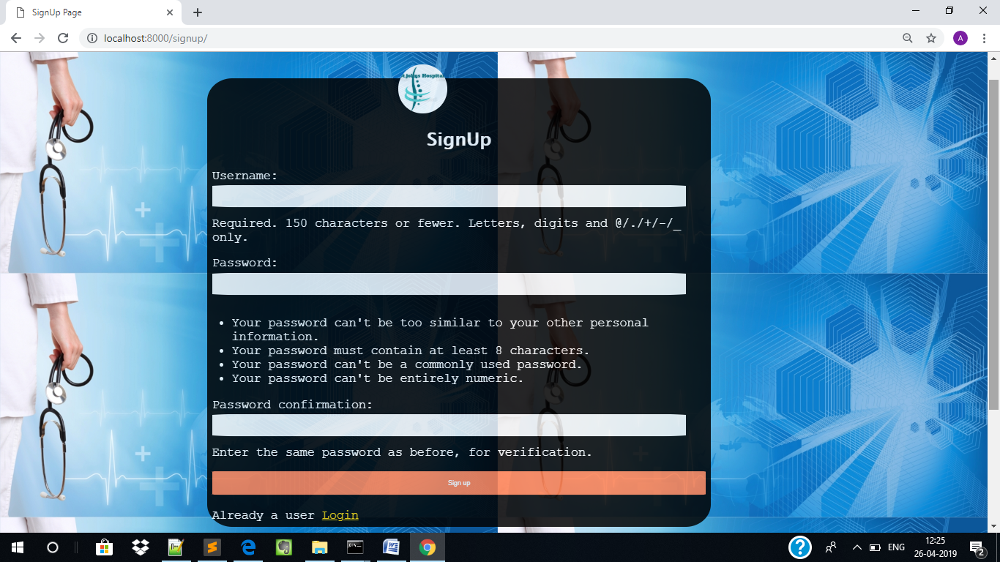 SignUp Page
localhost:8000/signup/
A
St Johns Hospital
SignUp
Username:
Required. 150 characters or fewer. Letters, digits and @/./+/-/_
only.
Password:
• Your password can't be too similar to your other personal
information.
• Your password must contain at least 8 characters.
• Your password can't be a commonly used password.
• Your password can't be entirely numeric.
Password confirmation:
Enter the same password as before, for verification.
Sign up
Already a user Login
ENG
12:25
26-04-2019
2